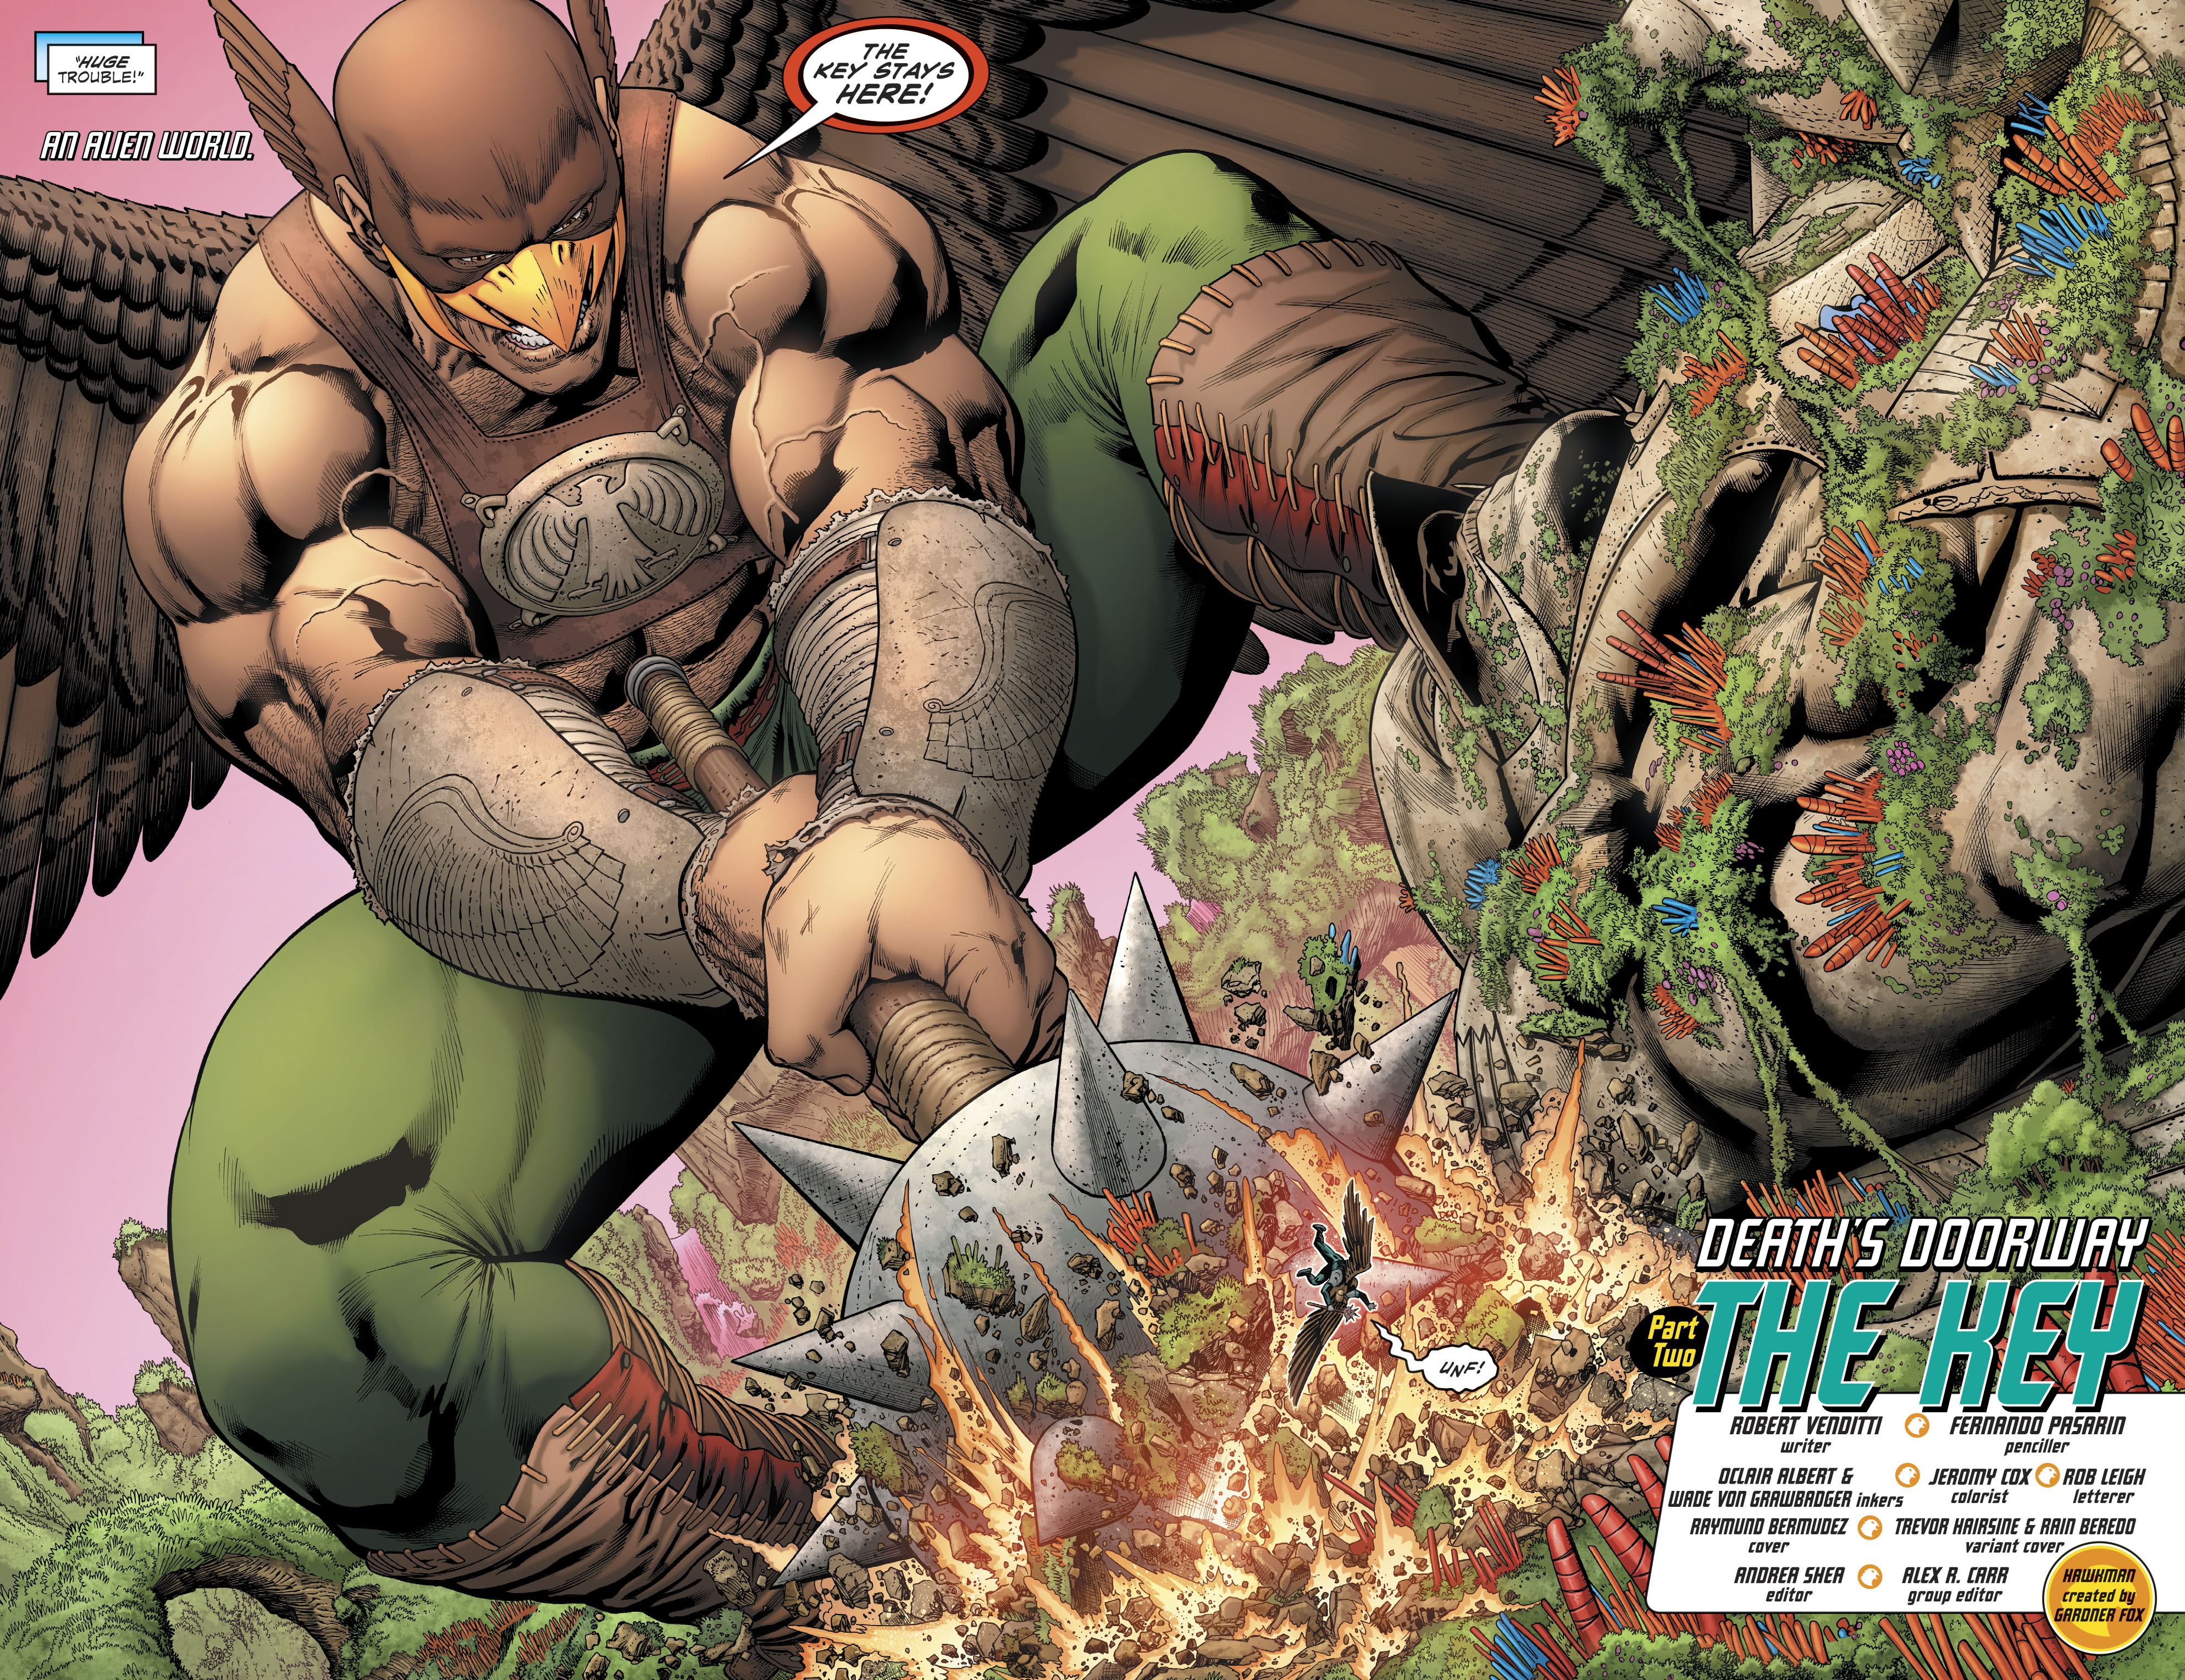 "HUGE
TROUBLE!"
AN ALIEN WORLD.
THE
KEY STAYS
HERE!
UNF!
DEATH'S DOORWAY
Part
Two
THE KEY
ROBERT VENDITTI
writer
FERNANDO PASARIN
penciller
OCLAIR ALBERT &
WADE VON GRAWBADGER inkers
JEROMY COX
colorist
ROB LEIGH
letterer
RAYMUND BERMUDEZ
cover
TREVOR HAIRSINE & RAIN BEREDO
variant cover
ANDREA SHEA
editor
ALEX R. CARR
group editor
HAWKMAN
created by
GARDNER FOX